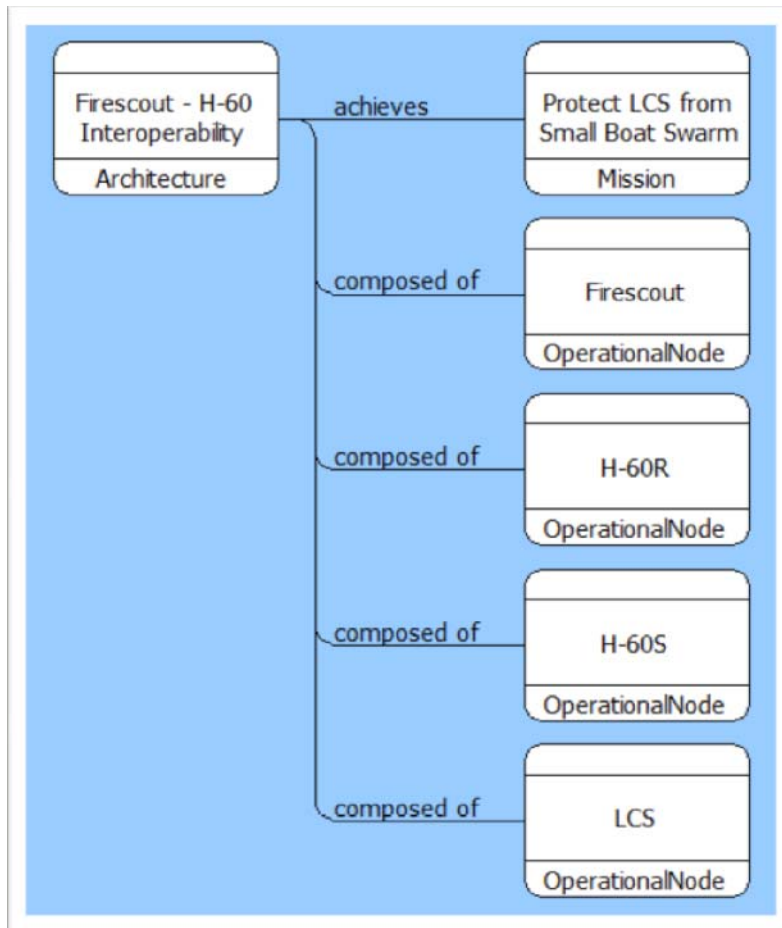 Firescout - H-60
Interoperability
Architecture
achieves
Protect LCS from
Small Boat Swarm
Mission
composed of
Firescout
OperationalNode
composed of
H-60R
OperationalNode
composed of
H-60S
OperationalNode
composed of
LCS
OperationalNode